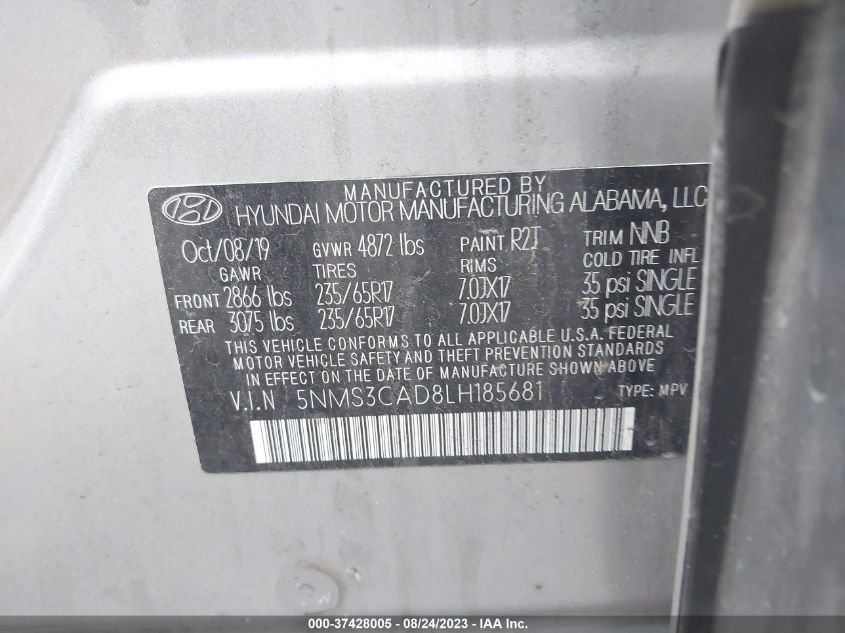 MANUFACTURED BY
HYUNDAI MOTOR MANUFACTURING ALABAMA, LLC
Oct/08/19 GVWR 4872 lbs PAINT R2J TRIM NNB
GAWR TIRES RIMS COLD TIRE INFL
FRONT 2866 lbs 235/65R17 7.0JX17 35 psi SINGLE
REAR 3075 lbs 235/65R17 7.0JX17 35 psi SINGLE
THIS VEHICLE CONFORMS TO ALL APPLICABLE U.S.A. FEDERAL
MOTOR VEHICLE SAFETY AND THEFT PREVENTION STANDARDS
IN EFFECT ON THE DATE OF MANUFACTURE SHOWN ABOVE
V.I.N 5NMS3CAD8LH185681 TYPE: MPV
000-37428005 - 08/24/2023 - IAA Inc.